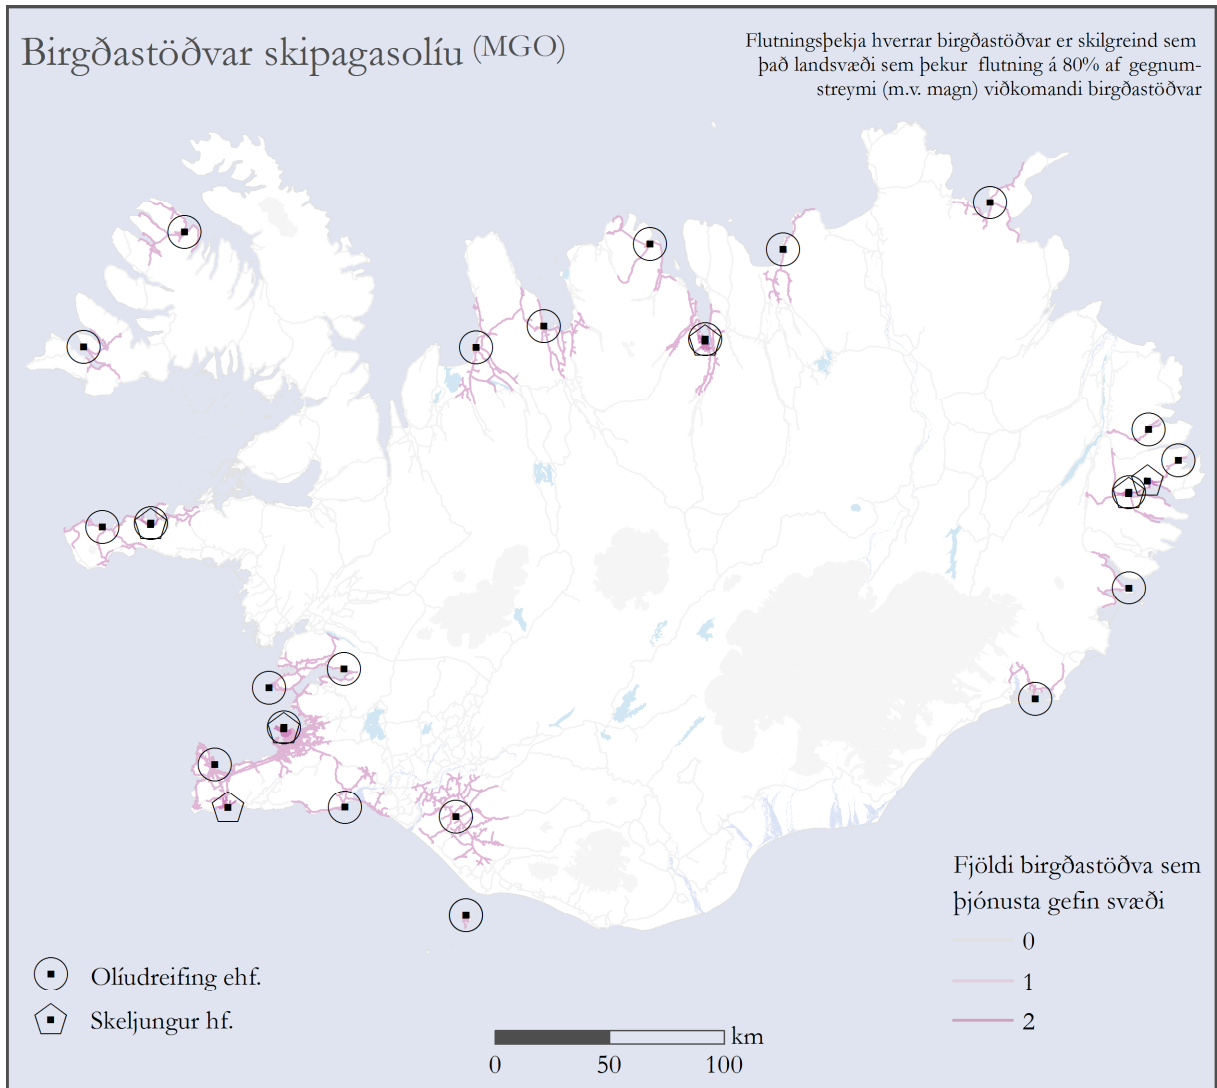 Birgðastöðvar skipagasolíu (MGO)
Flutningsþekja hverrar birgðastöðvar er skilgreind sem
það landsvæði sem þekur flutning á 80% af gegnum-
streymi (m.v. magn) viðkomandi birgðastöðvar
Fjöldi birgðastöðva sem
þjónusta gefin svæði
0
1
2
Olíudreifing ehf.
Skeljungur hf.
km
0 50 100